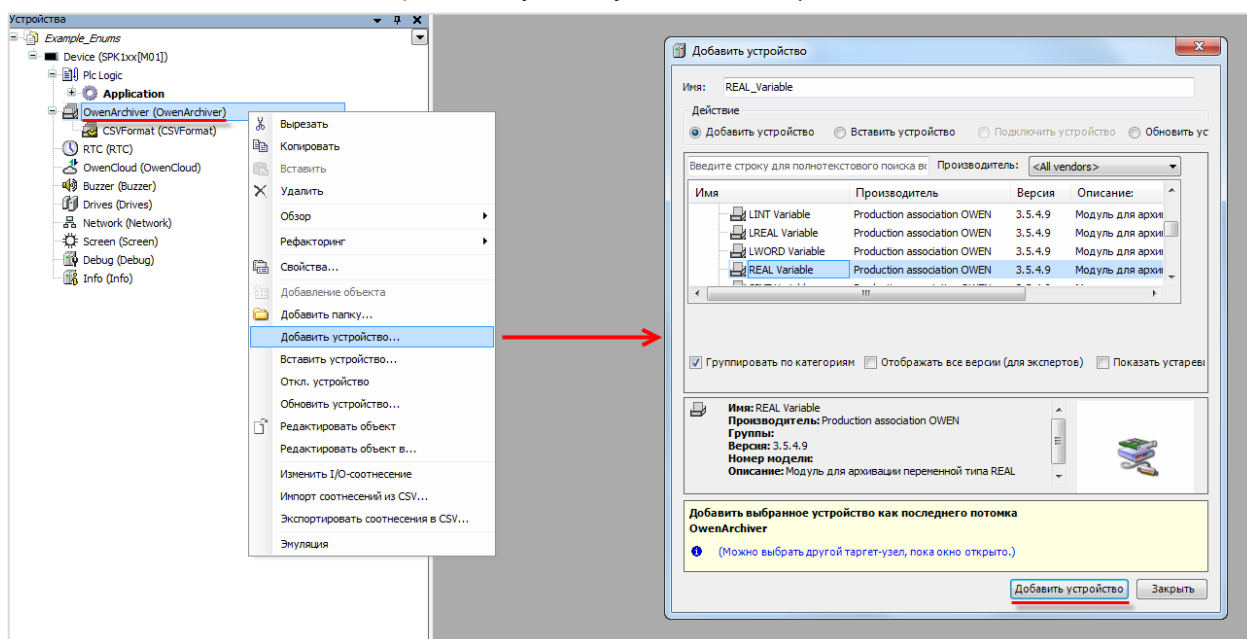 Устройства
Example_Enums
Device (SPK1xx[M01])
Plc Logic
Application
OwenArchiver (OwenArchiver)
CSVFormat (CSVFormat)
RTC (RTC)
OwenCloud (OwenCloud)
Buzzer (Buzzer)
Drives (Drives)
Network (Network)
Screen (Screen)
Debug (Debug)
Info (Info)
Вырезать
Копировать
Вставить
Удалить
Обзор
Рефакторинг
Свойства...
Добавление объекта
Добавить папку...
Добавить устройство...
Вставить устройство...
Откл. устройство
Обновить устройство...
Редактировать объект
Редактировать объект в...
Изменить I/O-соотнесение
Импорт соотнесений из CSV...
Экспортировать соотнесения в CSV...
Эмуляция
Добавить устройство
Имя: REAL_Variable
Действие
Добавить устройство Вставить устройство Подключить устройство Обновить ус
Введите строку для полнотекстового поиска вс Производитель: <All vendors>
Имя Производитель Версия Описание:
LINT Variable Production association OWEN 3.5.4.9 Модуль для архи
LREAL Variable Production association OWEN 3.5.4.9 Модуль для архи
LWORD Variable Production association OWEN 3.5.4.9 Модуль для архи
REAL Variable Production association OWEN 3.5.4.9 Модуль для архи
Группировать по категориям Отображать все версии (для экспертов) Показать устаревш
Имя: REAL Variable
Производитель: Production association OWEN
Группы:
Версия: 3.5.4.9
Номер модели:
Описание: Модуль для архивации переменной типа REAL
Добавить выбранное устройство как последнего потомка
OwenArchiver
(Можно выбрать другой таргет-узел, пока окно открыто.)
Добавить устройство Закрыть